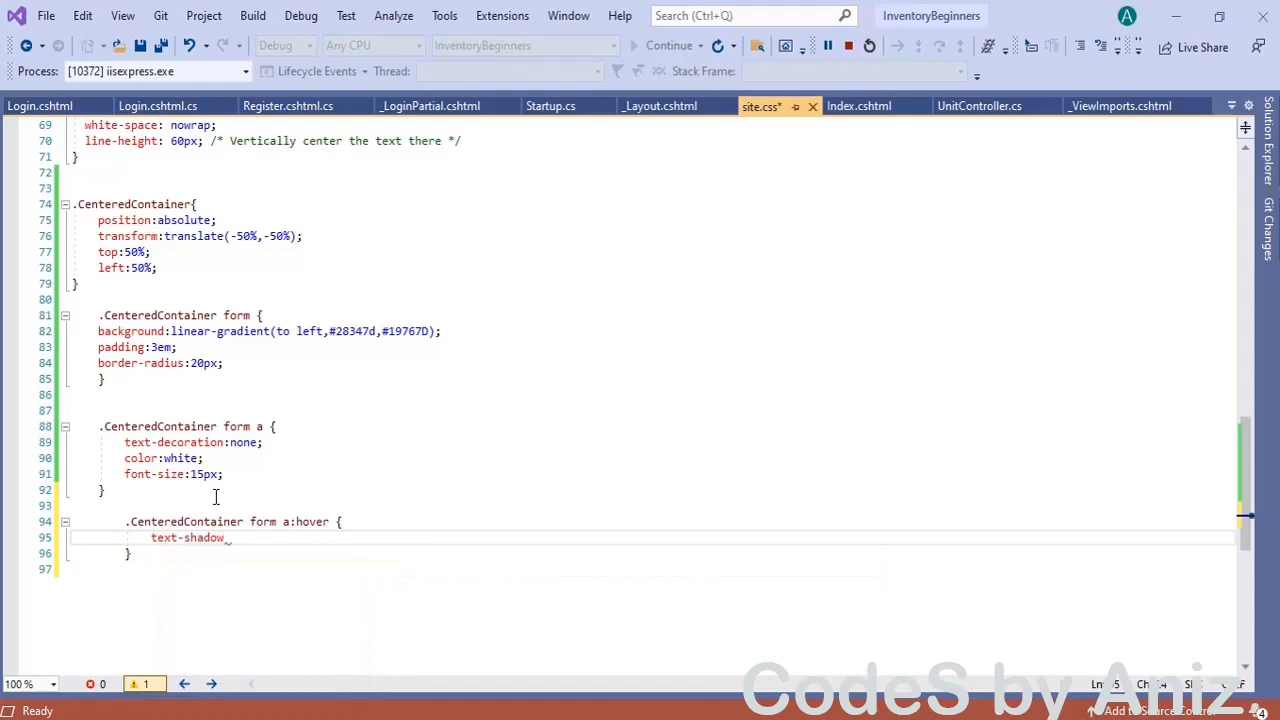 File Edit View Git Project Build Debug Test Analyze Tools Extensions Window Help Search (Ctrl+Q) InventoryBeginners A
Debug Any CPU InventoryBeginners Continue Live Share
Process: [10372] iisexpress.exe Lifecycle Events Thread: Stack Frame:
Login.cshtml Login.cshtml.cs Register.cshtml.cs _LoginPartial.cshtml Startup.cs _Layout.cshtml site.css* Index.cshtml UnitController.cs _ViewImports.cshtml
Solution Explorer
Git Changes
69 white-space: nowrap;
70 line-height: 60px; /* Vertically center the text there */
71 }
72
73
74 .CenteredContainer{
75 position:absolute;
76 transform:translate(-50%,-50%);
77 top:50%;
78 left:50%;
79 }
80
81 .CenteredContainer form {
82 background:linear-gradient(to left,#28347d,#19767D);
83 padding:3em;
84 border-radius:20px;
85 }
86
87
88 .CenteredContainer form a {
89 text-decoration:none;
90 color:white;
91 font-size:15px;
92 }
93
94 .CenteredContainer form a:hover {
95 text-shadow
96 }
97
100 % 0 1
CodeS by Aniz.
Ready Add to Source 4